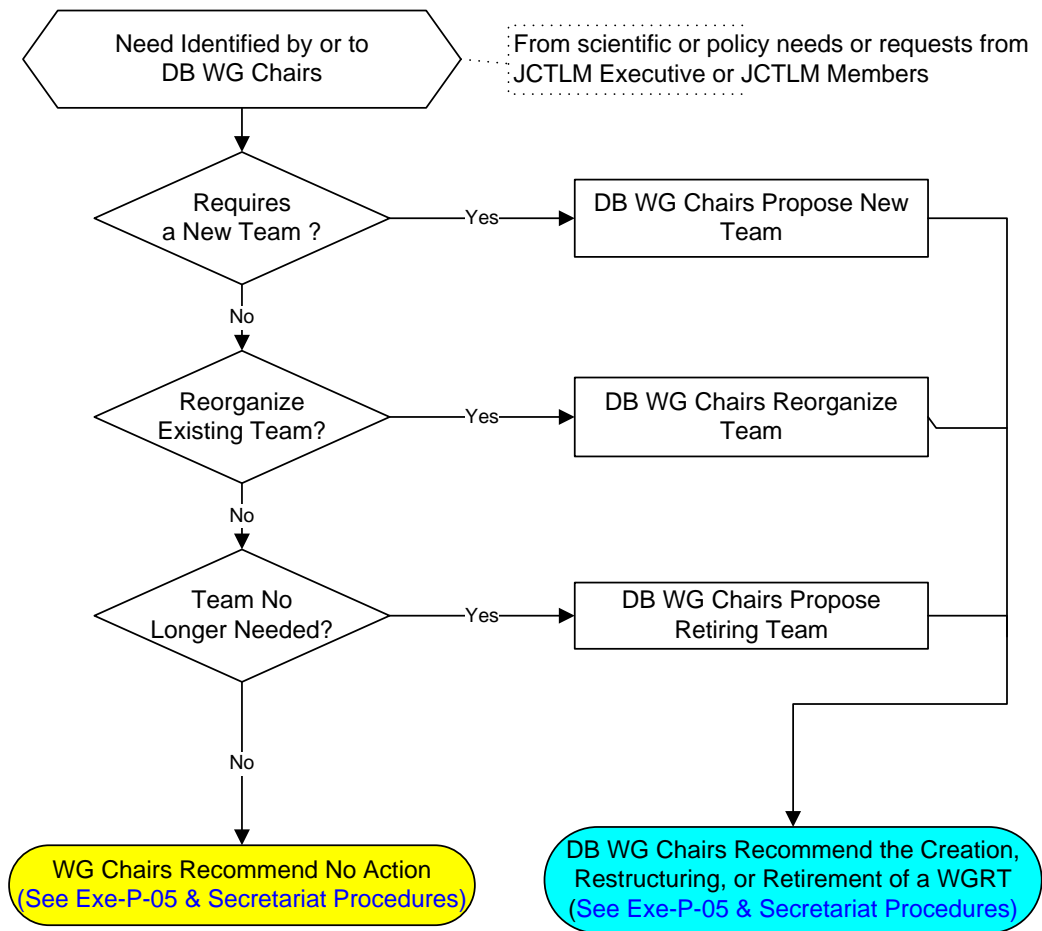 Need Identified by or to
DB WG Chairs
From scientific or policy needs or requests from
JCTLM Executive or JCTLM Members
Requires
a New Team ?
Yes
DB WG Chairs Propose New
Team
No
Reorganize
Existing Team?
Yes
DB WG Chairs Reorganize
Team
No
Team No
Longer Needed?
Yes
DB WG Chairs Propose
Retiring Team
No
WG Chairs Recommend No Action
(See Exe-P-05 & Secretariat Procedures)
DB WG Chairs Recommend the Creation,
Restructuring, or Retirement of a WGRT
(See Exe-P-05 & Secretariat Procedures)